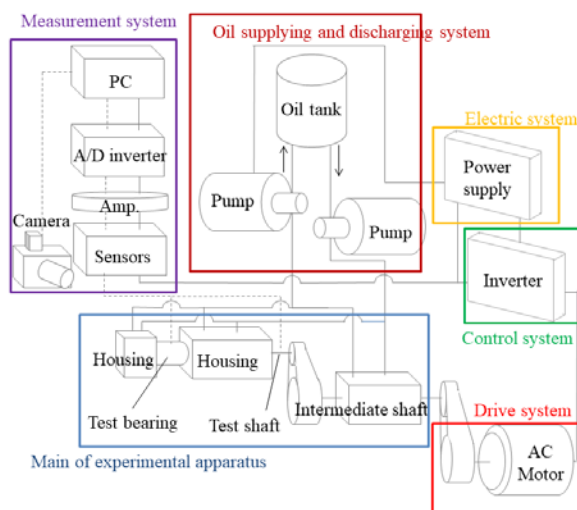 Measurement system
PC
A/D inverter
Amp.
Camera
Sensors
Oil supplying and discharging system
Oil tank
Pump
Pump
Electric system
Power
supply
Inverter
Control system
Housing
Housing
Test bearing
Test shaft
Intermediate shaft
Main of experimental apparatus
Drive system
AC
Motor